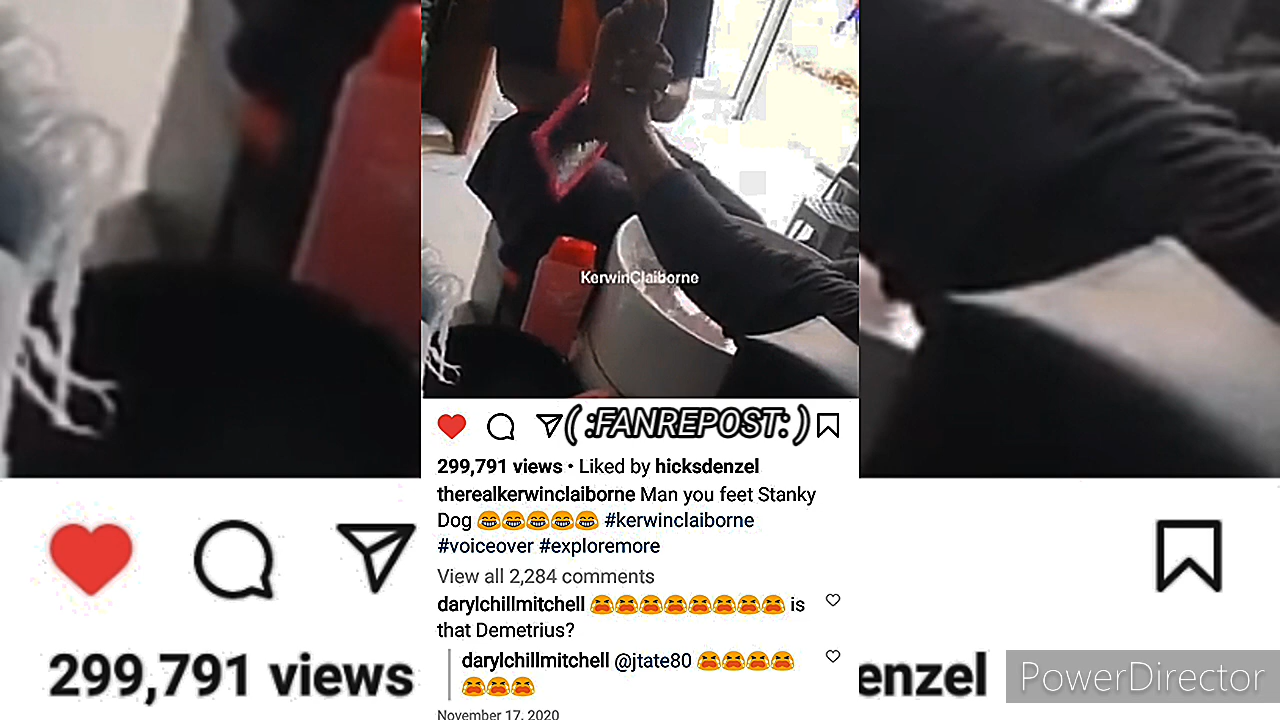 KerwinClaiborne
( :FANREPOST: )
299,791 views • Liked by hicksdenzel
therealkerwinclaiborne Man you feet Stanky
Dog 😂😂😂😂😂 #kerwinclaiborne
#voiceover #exploremore
View all 2,284 comments
darylchillmitchell 😫😫😫😫😫😫😫😫 is
that Demetrius?
darylchillmitchell @jtate80 😫😫😫😫
😫😫😫
November 17, 2020
299,791 views
enzel
PowerDirector